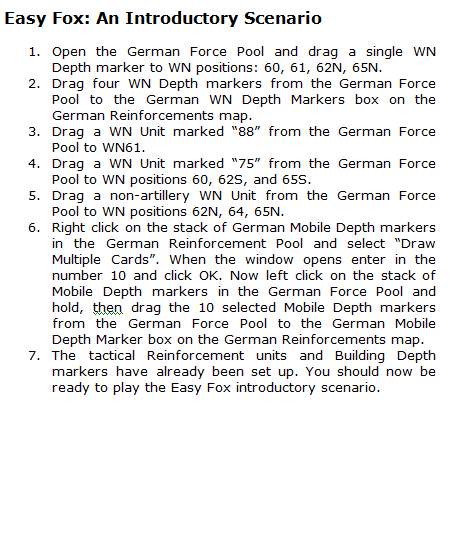 Easy Fox: An Introductory Scenario
1. Open the German Force Pool and drag a single WN
Depth marker to WN positions: 60, 61, 62N, 65N.
2. Drag four WN Depth markers from the German Force
Pool to the German WN Depth Markers box on the
German Reinforcements map.
3. Drag a WN Unit marked “88” from the German Force
Pool to WN61.
4. Drag a WN Unit marked “75” from the German Force
Pool to WN positions 60, 62S, and 65S.
5. Drag a non-artillery WN Unit from the German Force
Pool to WN positions 62N, 64, 65N.
6. Right click on the stack of German Mobile Depth markers
in the German Reinforcement Pool and select “Draw
Multiple Cards”. When the window opens enter in the
number 10 and click OK. Now left click on the stack of
Mobile Depth markers in the German Force Pool and
hold, then drag the 10 selected Mobile Depth markers
from the German Force Pool to the German Mobile
Depth Marker box on the German Reinforcements map.
7. The tactical Reinforcement units and Building Depth
markers have already been set up. You should now be
ready to play the Easy Fox introductory scenario.